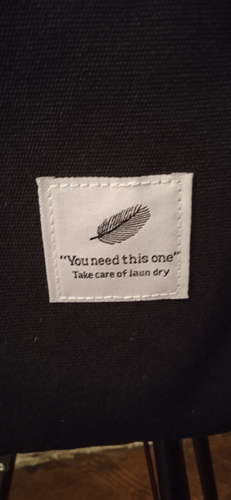 "You need this one"
Take care of laun dry